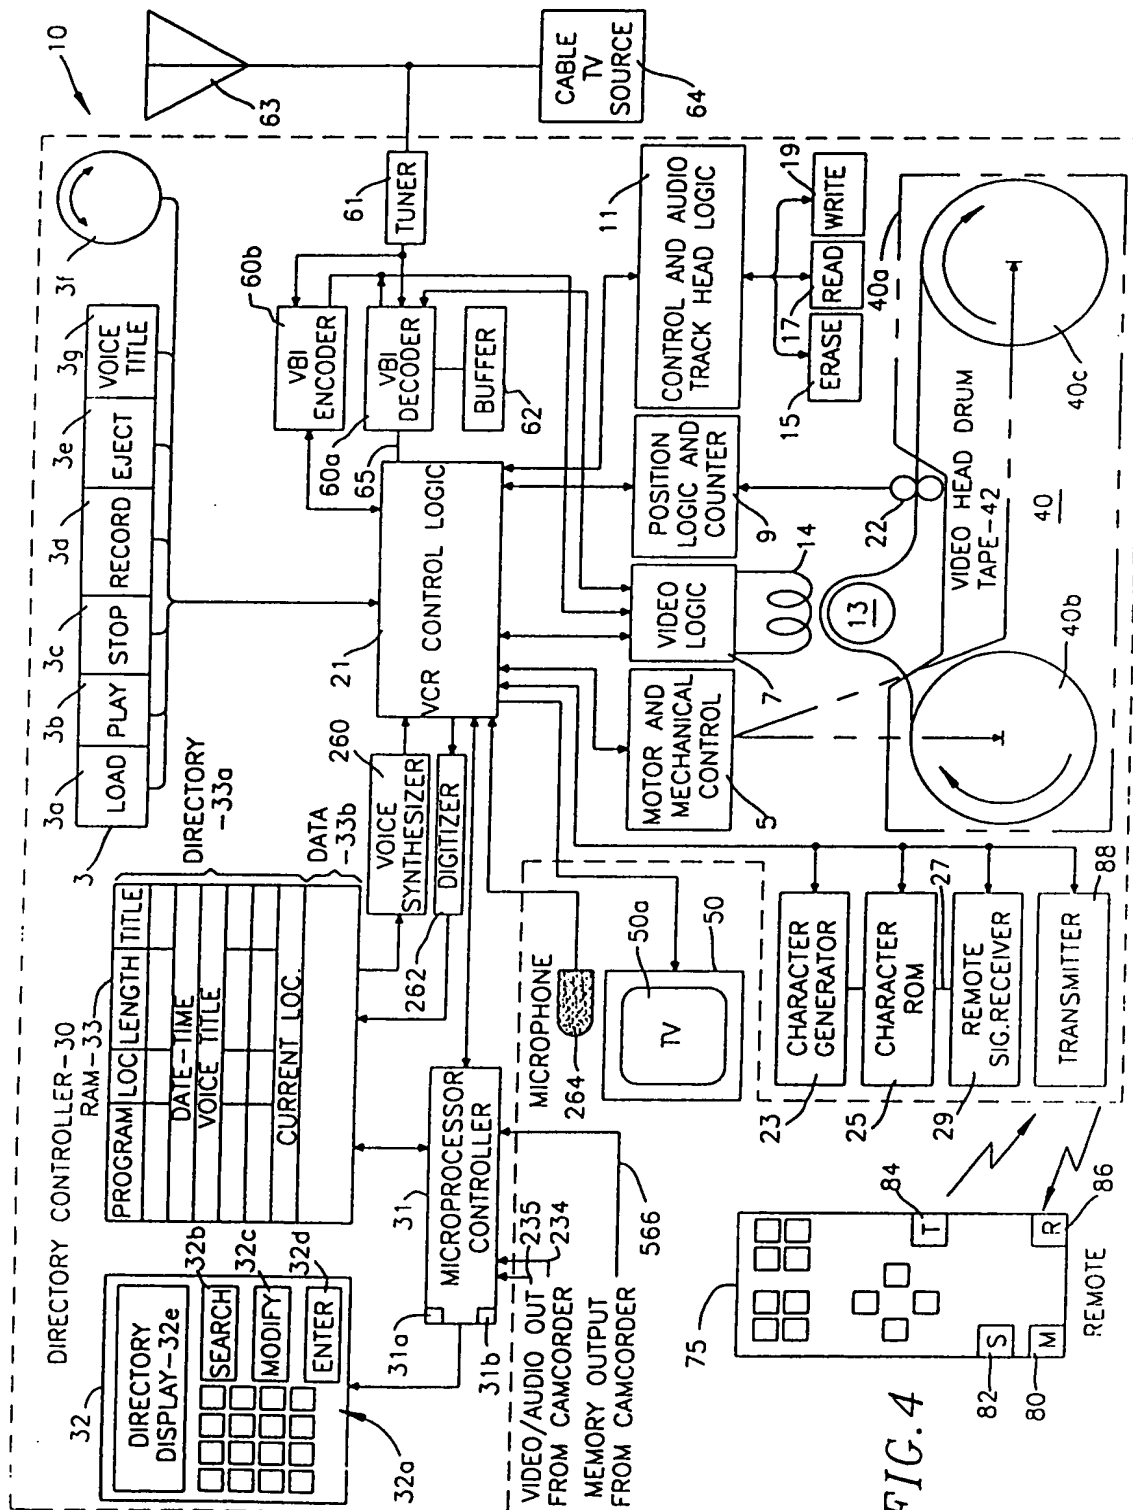 10
DIRECTORY CONTROLLER-30
RAM-33
32
DIRECTORY
DISPLAY-32e
SEARCH
MODIFY
ENTER
32b
32c
32d
32a
PROGRAM
LOC
LENGTH
TITLE
DATE-TIME
VOICE TITLE
CURRENT LOC.
DIRECTORY
-33a
DATA
-33b
3
3a
3b
3c
3d
3e
3g
3f
LOAD
PLAY
STOP
RECORD
EJECT
VOICE
TITLE
63
CABLE
TV
SOURCE
64
TUNER
61
60b
VBI
ENCODER
60a
VBI
DECODER
65
BUFFER
62
VCR CONTROL LOGIC
21
260
VOICE
SYNTHESIZER
DIGITIZER
262
31
31a
31b
MICROPROCESSOR
CONTROLLER
VIDEO/AUDIO OUT
FROM CAMCORDER
235
234
MEMORY OUTPUT
FROM CAMCORDER
566
MICROPHONE
264
TV
50a
50
MOTOR AND
MECHANICAL
CONTROL
5
VIDEO
LOGIC
7
14
POSITION
LOGIC AND
COUNTER
9
CONTROL AND AUDIO
TRACK HEAD LOGIC
11
ERASE
15
READ
17
WRITE
19
13
22
VIDEO HEAD DRUM
TAPE-42
40
40a
40b
40c
CHARACTER
GENERATOR
23
CHARACTER
ROM
25
27
REMOTE
SIG.RECEIVER
29
TRANSMITTER
88
75
T
84
R
86
S
82
M
80
REMOTE
FIG. 4